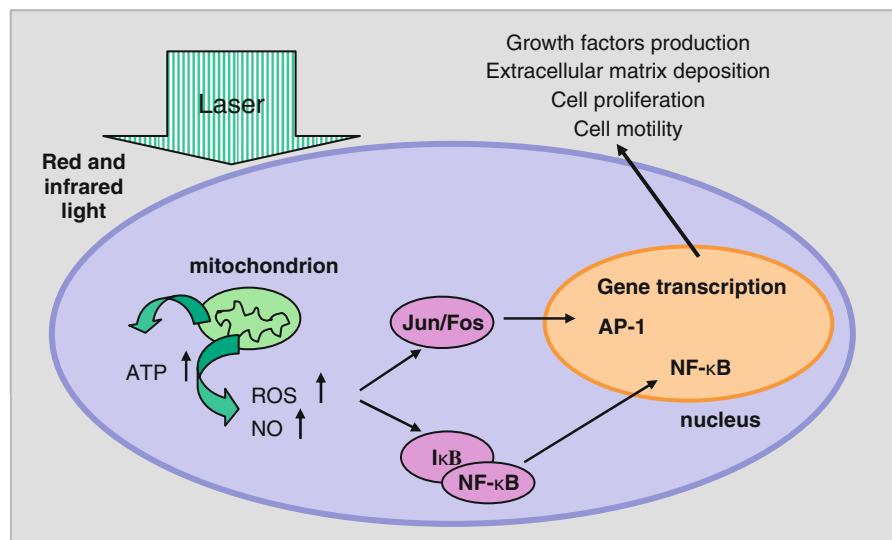 Growth factors production
Extracellular matrix deposition
Cell proliferation
Cell motility
Laser
Red and
infrared
light
mitochondrion
ATP
ROS
NO
Jun/Fos
IκB
NF-κB
Gene transcription
AP-1
NF-κB
nucleus